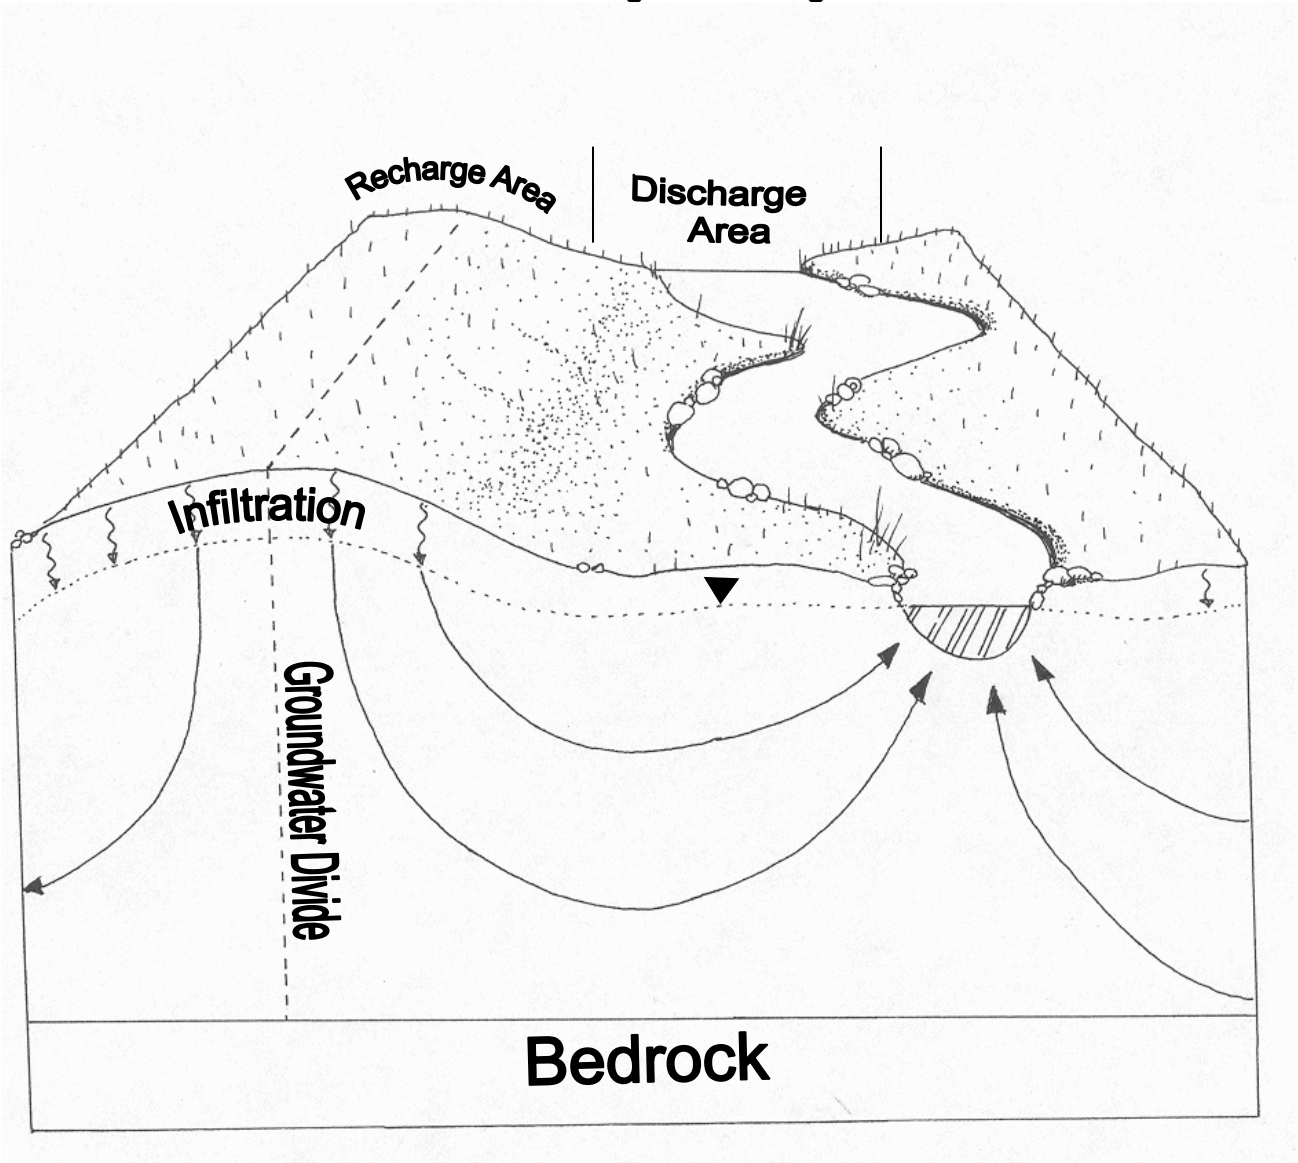 Recharge Area
Discharge
Area
Infiltration
Groundwater Divide
Bedrock